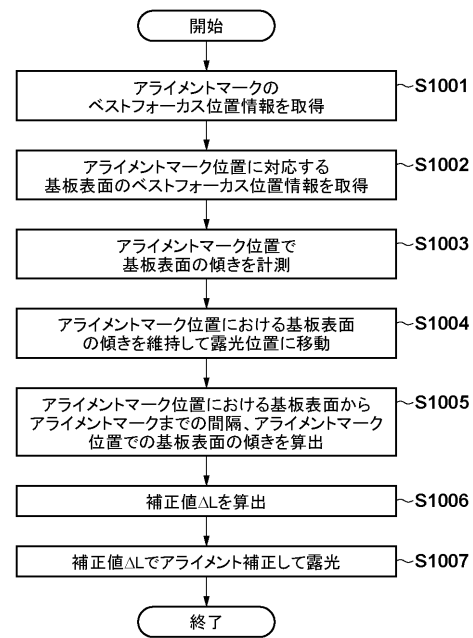 開始
アライメントマークの
ベストフォーカス位置情報を取得
S1001
アライメントマーク位置に対応する
基板表面のベストフォーカス位置情報を取得
S1002
アライメントマーク位置で
基板表面の傾きを計測
S1003
アライメントマーク位置における基板表面
の傾きを維持して露光位置に移動
S1004
アライメントマーク位置における基板表面から
アライメントマークまでの間隔、アライメントマーク
位置での基板表面の傾きを算出
S1005
補正値ΔLを算出
S1006
補正値ΔLでアライメント補正して露光
S1007
終了